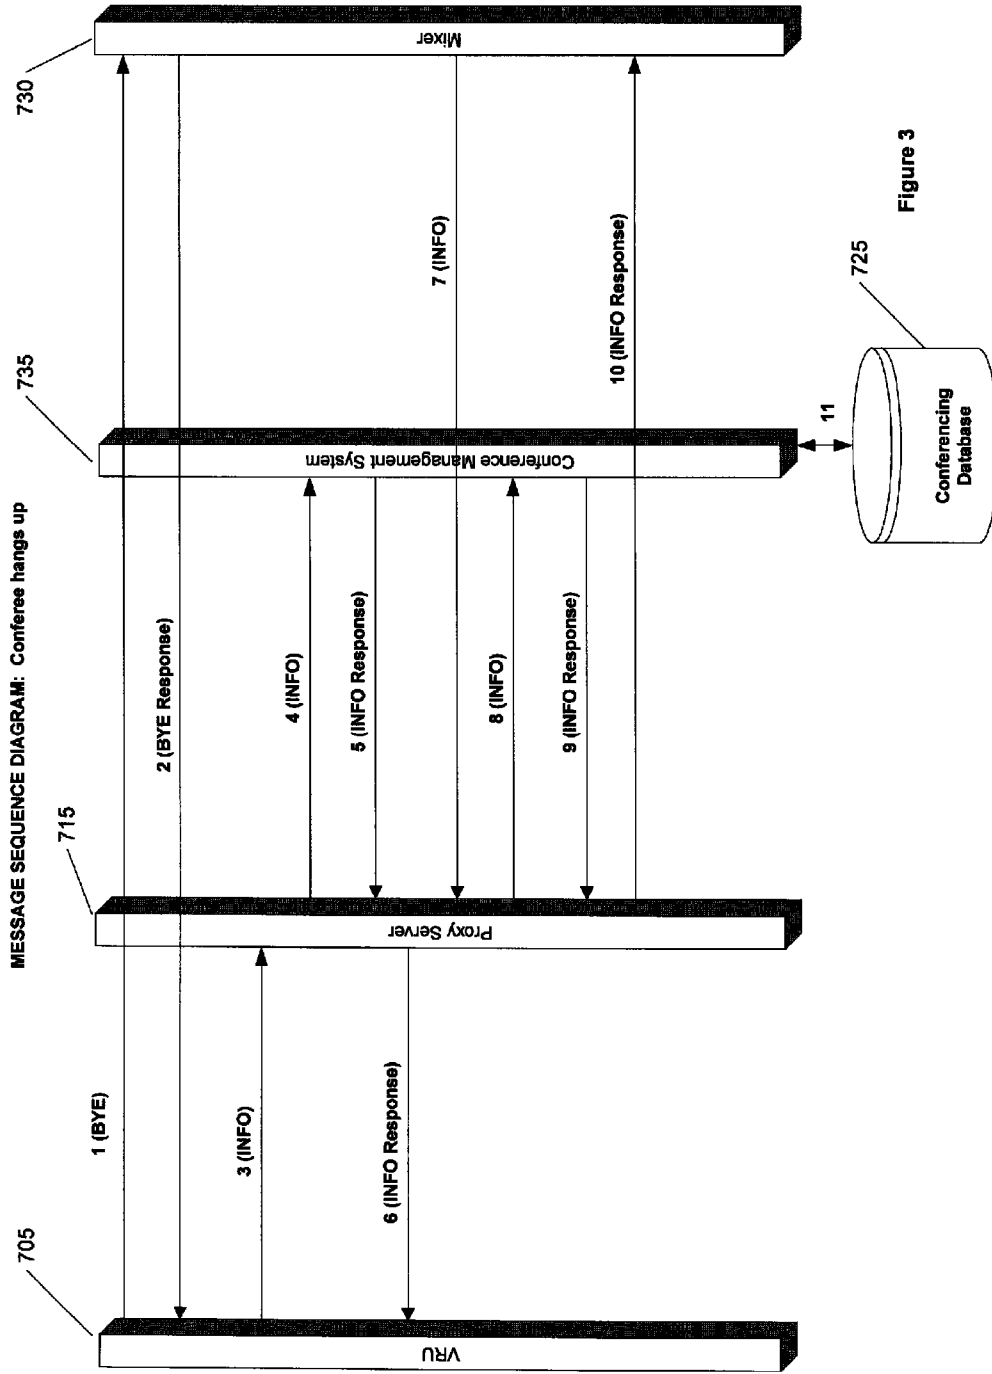 MESSAGE SEQUENCE DIAGRAM: Conferee hangs up
705
715
735
730
VRU
Proxy Server
Conference Management System
Mixer
1 (BYE)
2 (BYE Response)
3 (INFO)
4 (INFO)
5 (INFO Response)
6 (INFO Response)
7 (INFO)
8 (INFO)
9 (INFO Response)
10 (INFO Response)
11
725
Conferencing
Database
Figure 3